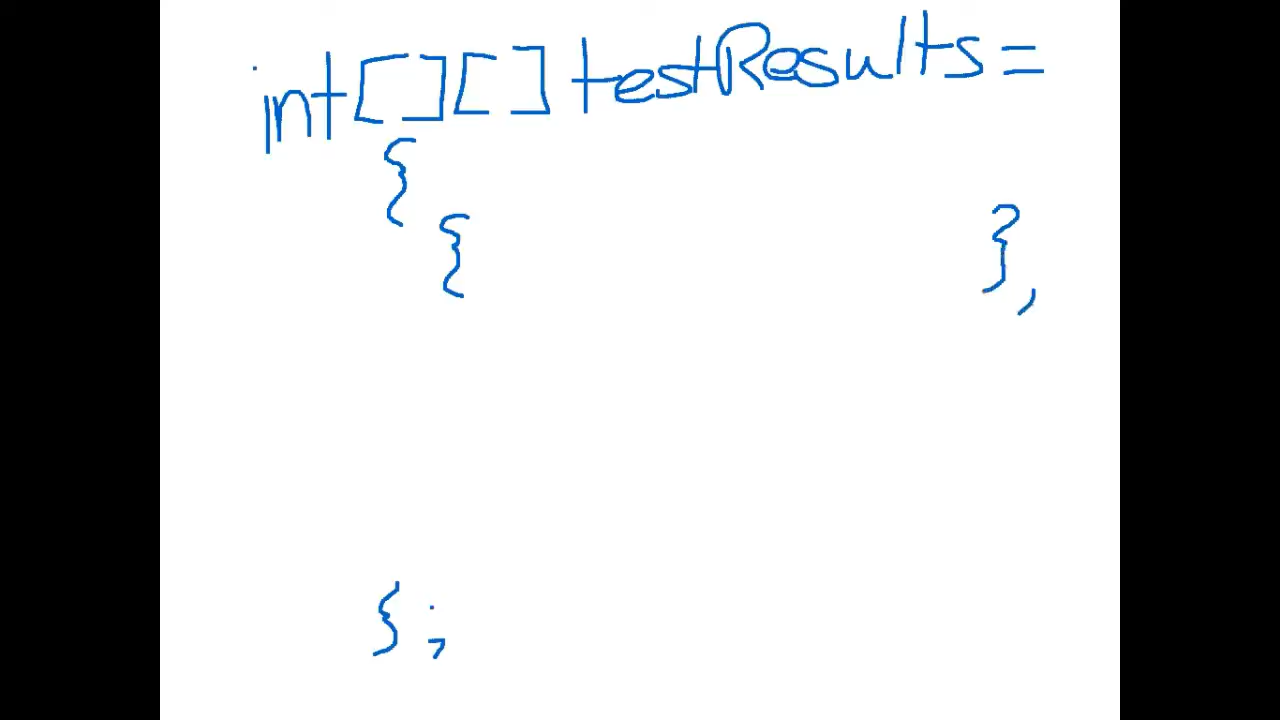 int[][] testResults =
{
{ },
};